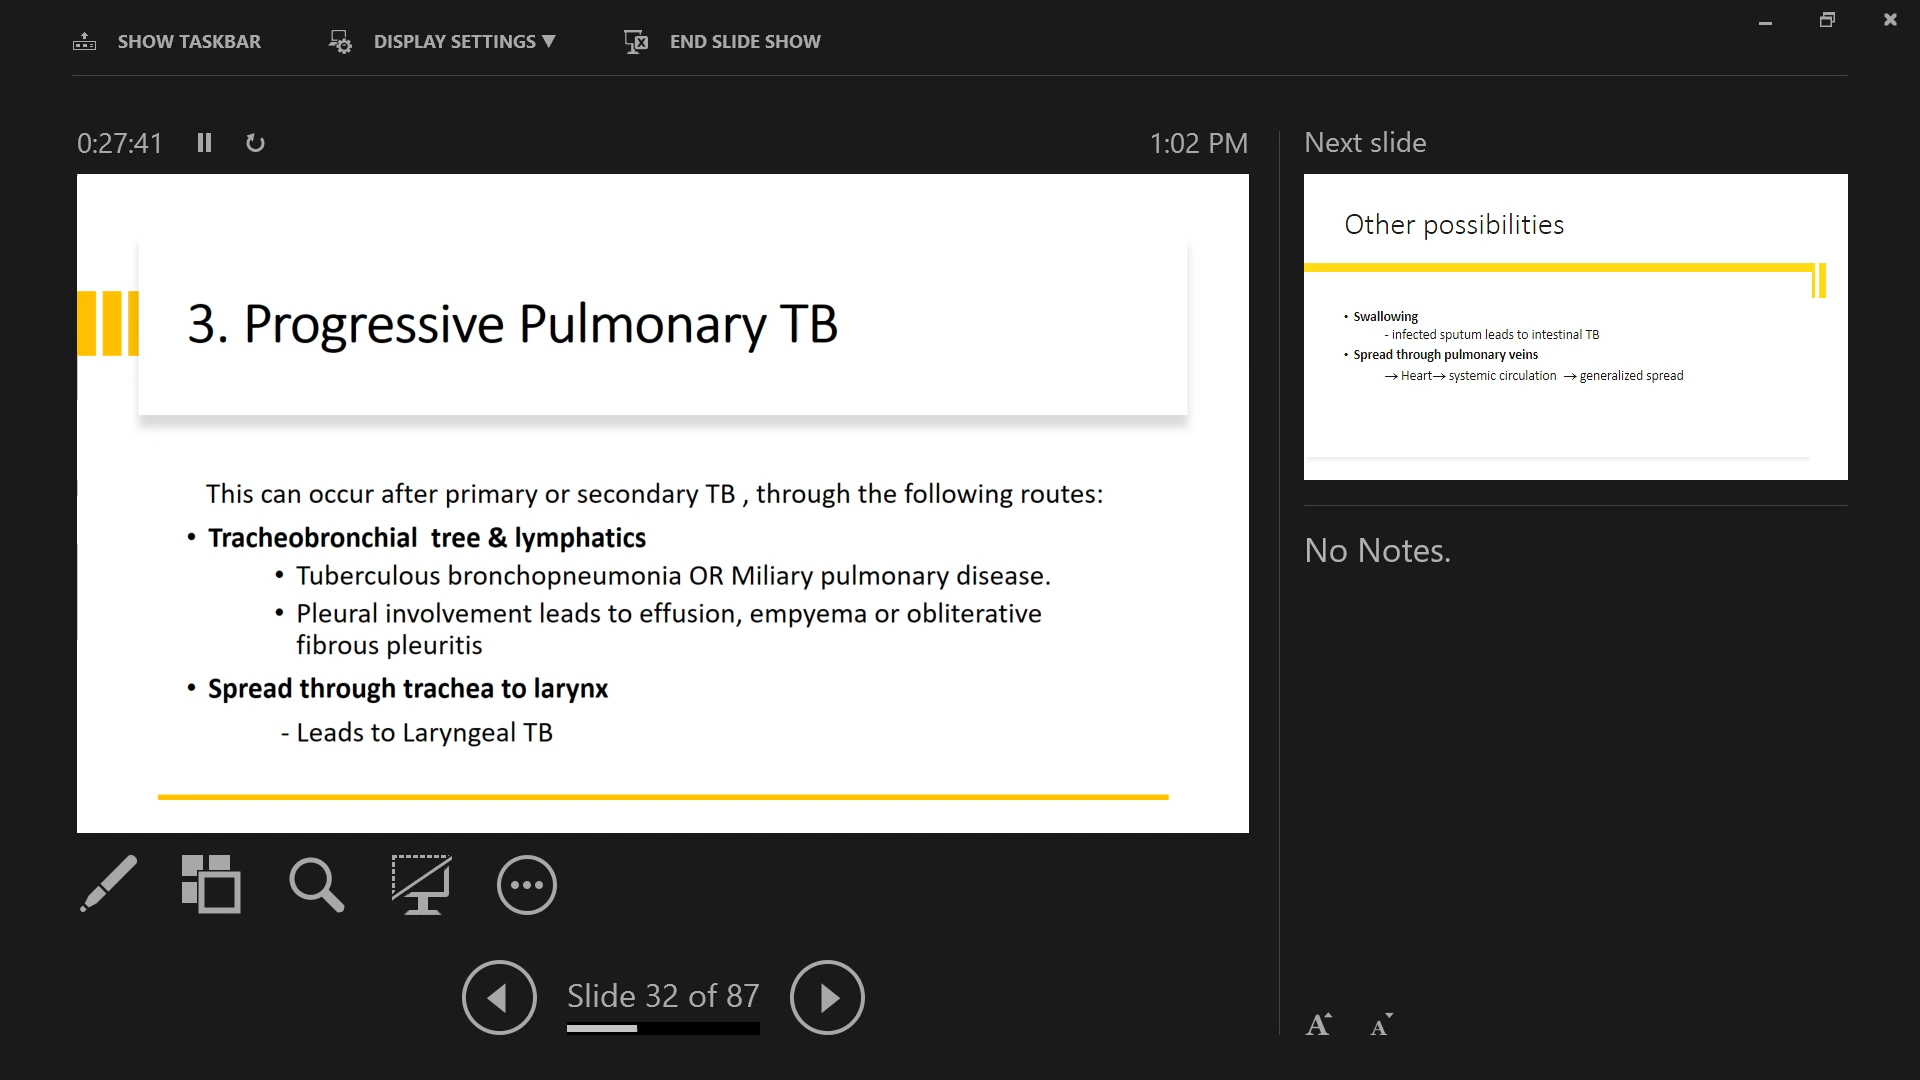 SHOW TASKBAR DISPLAY SETTINGS ▼ END SLIDE SHOW
0:27:41 1:02 PM
3. Progressive Pulmonary TB
This can occur after primary or secondary TB , through the following routes:
• Tracheobronchial tree & lymphatics
• Tuberculous bronchopneumonia OR Miliary pulmonary disease.
• Pleural involvement leads to effusion, empyema or obliterative
fibrous pleuritis
• Spread through trachea to larynx
- Leads to Laryngeal TB
Slide 32 of 87
Next slide
Other possibilities
• Swallowing
- infected sputum leads to intestinal TB
• Spread through pulmonary veins
→ Heart→ systemic circulation → generalized spread
No Notes.
A A